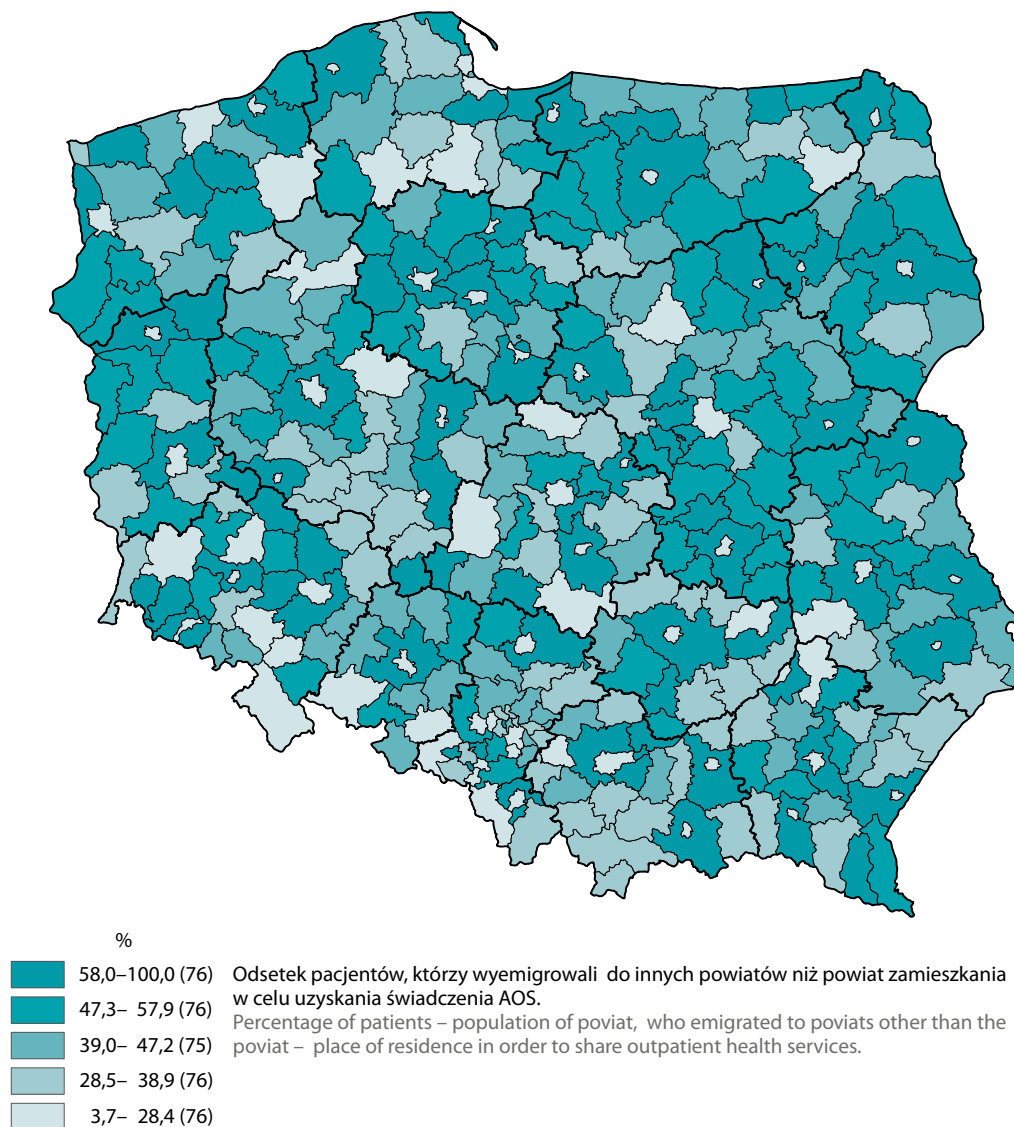 %
58,0–100,0 (76)
47,3– 57,9 (76)
39,0– 47,2 (75)
28,5– 38,9 (76)
3,7– 28,4 (76)
Odsetek pacjentów, którzy wyemigrowali do innych powiatów niż powiat zamieszkania
w celu uzyskania świadczenia AOS.
Percentage of patients – population of poviat, who emigrated to poviats other than the
poviat – place of residence in order to share outpatient health services.